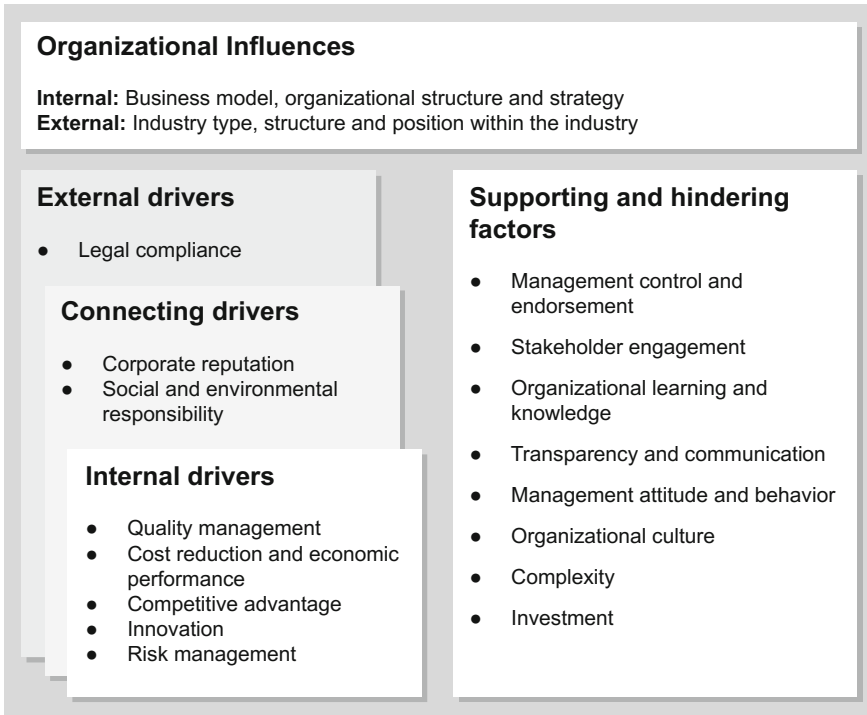 Organizational Influences
Internal: Business model, organizational structure and strategy
External: Industry type, structure and position within the industry
External drivers
● Legal compliance
Connecting drivers
● Corporate reputation
● Social and environmental
responsibility
Internal drivers
● Quality management
● Cost reduction and economic
performance
● Competitive advantage
● Innovation
● Risk management
Supporting and hindering
factors
● Management control and
endorsement
● Stakeholder engagement
● Organizational learning and
knowledge
● Transparency and communication
● Management attitude and behavior
● Organizational culture
● Complexity
● Investment